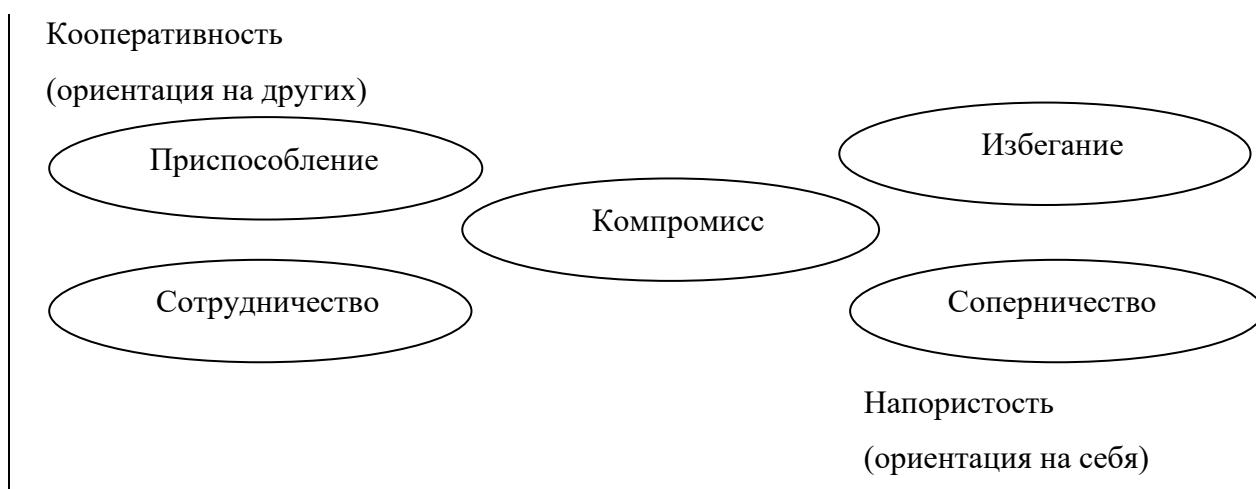 Кооперативность
(ориентация на других)
Приспособление
Избегание
Компромисс
Сотрудничество
Соперничество
Напористость
(ориентация на себя)